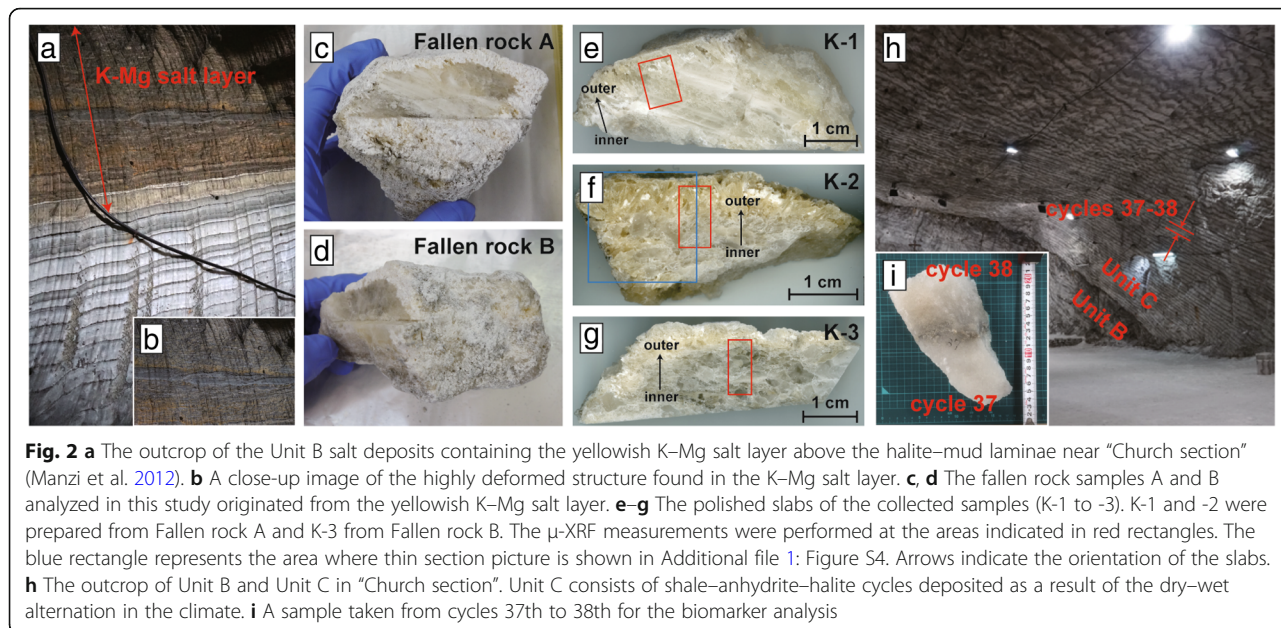 a
K-Mg salt layer
b
c
Fallen rock A
d
Fallen rock B
e
K-1
outer
inner
1 cm
f
K-2
outer
inner
1 cm
g
K-3
outer
inner
1 cm
h
cycles 37-38
Unit C
Unit B
i
cycle 38
cycle 37
Fig. 2 a The outcrop of the Unit B salt deposits containing the yellowish K–Mg salt layer above the halite–mud laminae near “Church section”
(Manzi et al. 2012). b A close-up image of the highly deformed structure found in the K–Mg salt layer. c, d The fallen rock samples A and B
analyzed in this study originated from the yellowish K–Mg salt layer. e–g The polished slabs of the collected samples (K-1 to -3). K-1 and -2 were
prepared from Fallen rock A and K-3 from Fallen rock B. The μ-XRF measurements were performed at the areas indicated in red rectangles. The
blue rectangle represents the area where thin section picture is shown in Additional file 1: Figure S4. Arrows indicate the orientation of the slabs.
h The outcrop of Unit B and Unit C in “Church section”. Unit C consists of shale–anhydrite–halite cycles deposited as a result of the dry–wet
alternation in the climate. i A sample taken from cycles 37th to 38th for the biomarker analysis